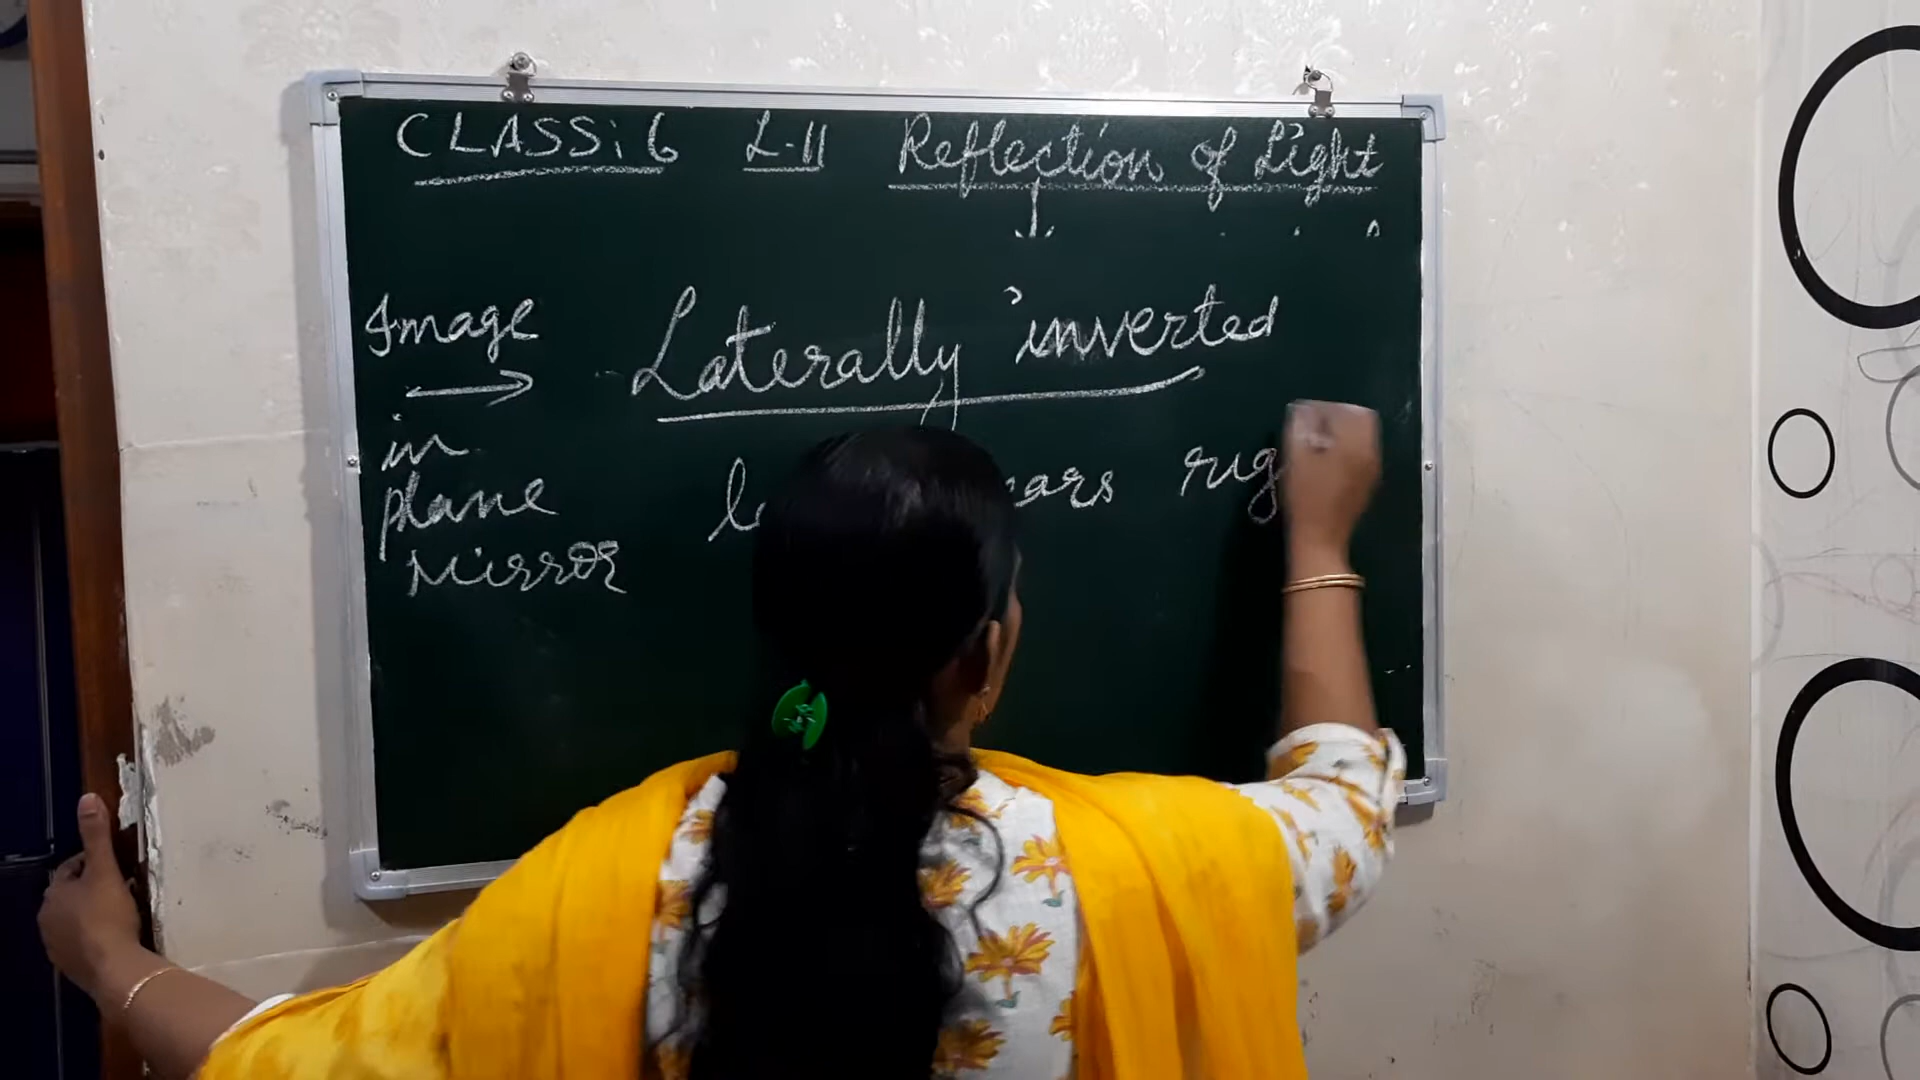 CLASS: 6 L-11 Reflection of Light
Image
in
plane
Mirror
Laterally inverted